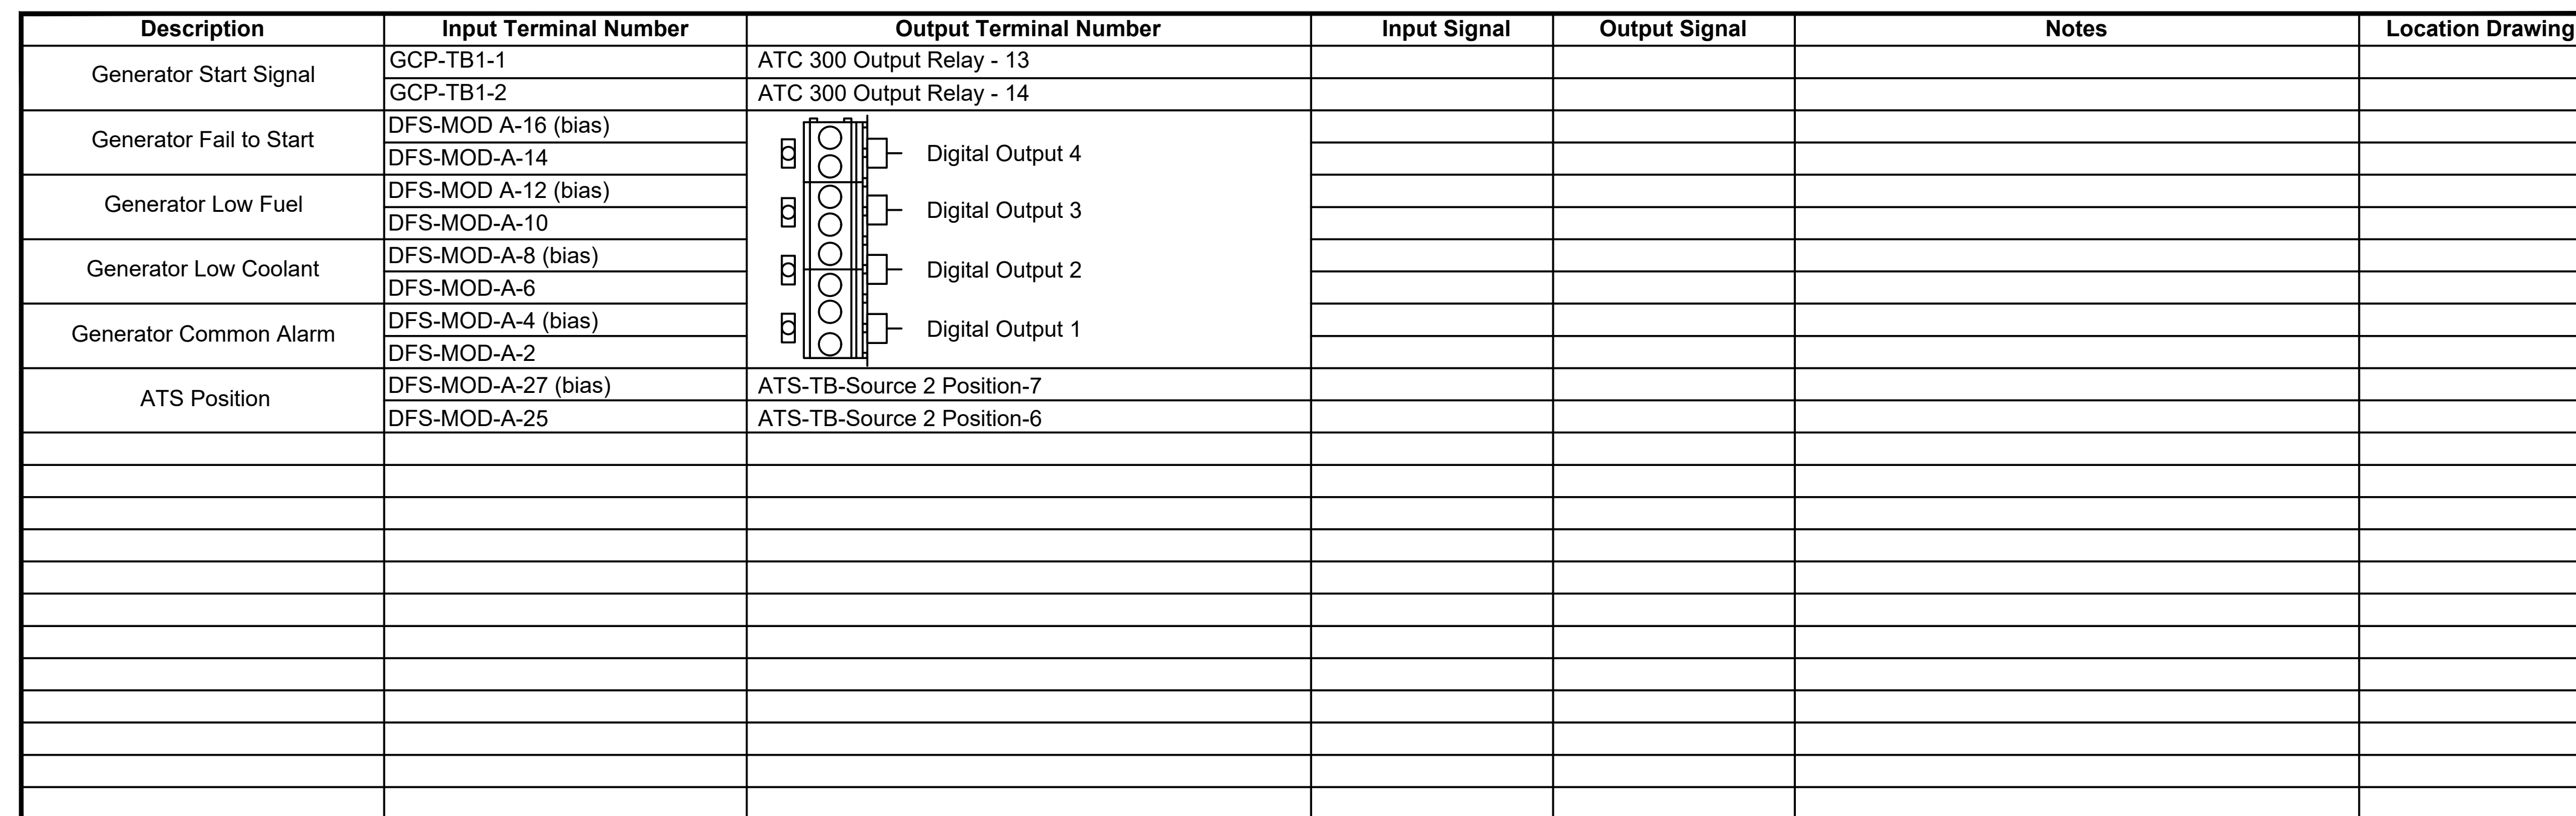 Description Input Terminal Number Output Terminal Number Input Signal Output Signal Notes Location Drawing
Generator Start Signal
GCP-TB1-1 ATC 300 Output Relay - 13
GCP-TB1-2 ATC 300 Output Relay - 14
Generator Fail to Start
DFS-MOD A-16 (bias)
DFS-MOD-A-14
Digital Output 4
Generator Low Fuel
DFS-MOD A-12 (bias)
DFS-MOD-A-10
Digital Output 3
Generator Low Coolant
DFS-MOD-A-8 (bias)
DFS-MOD-A-6
Digital Output 2
Generator Common Alarm
DFS-MOD-A-4 (bias)
DFS-MOD-A-2
Digital Output 1
ATS Position
DFS-MOD-A-27 (bias) ATS-TB-Source 2 Position-7
DFS-MOD-A-25 ATS-TB-Source 2 Position-6